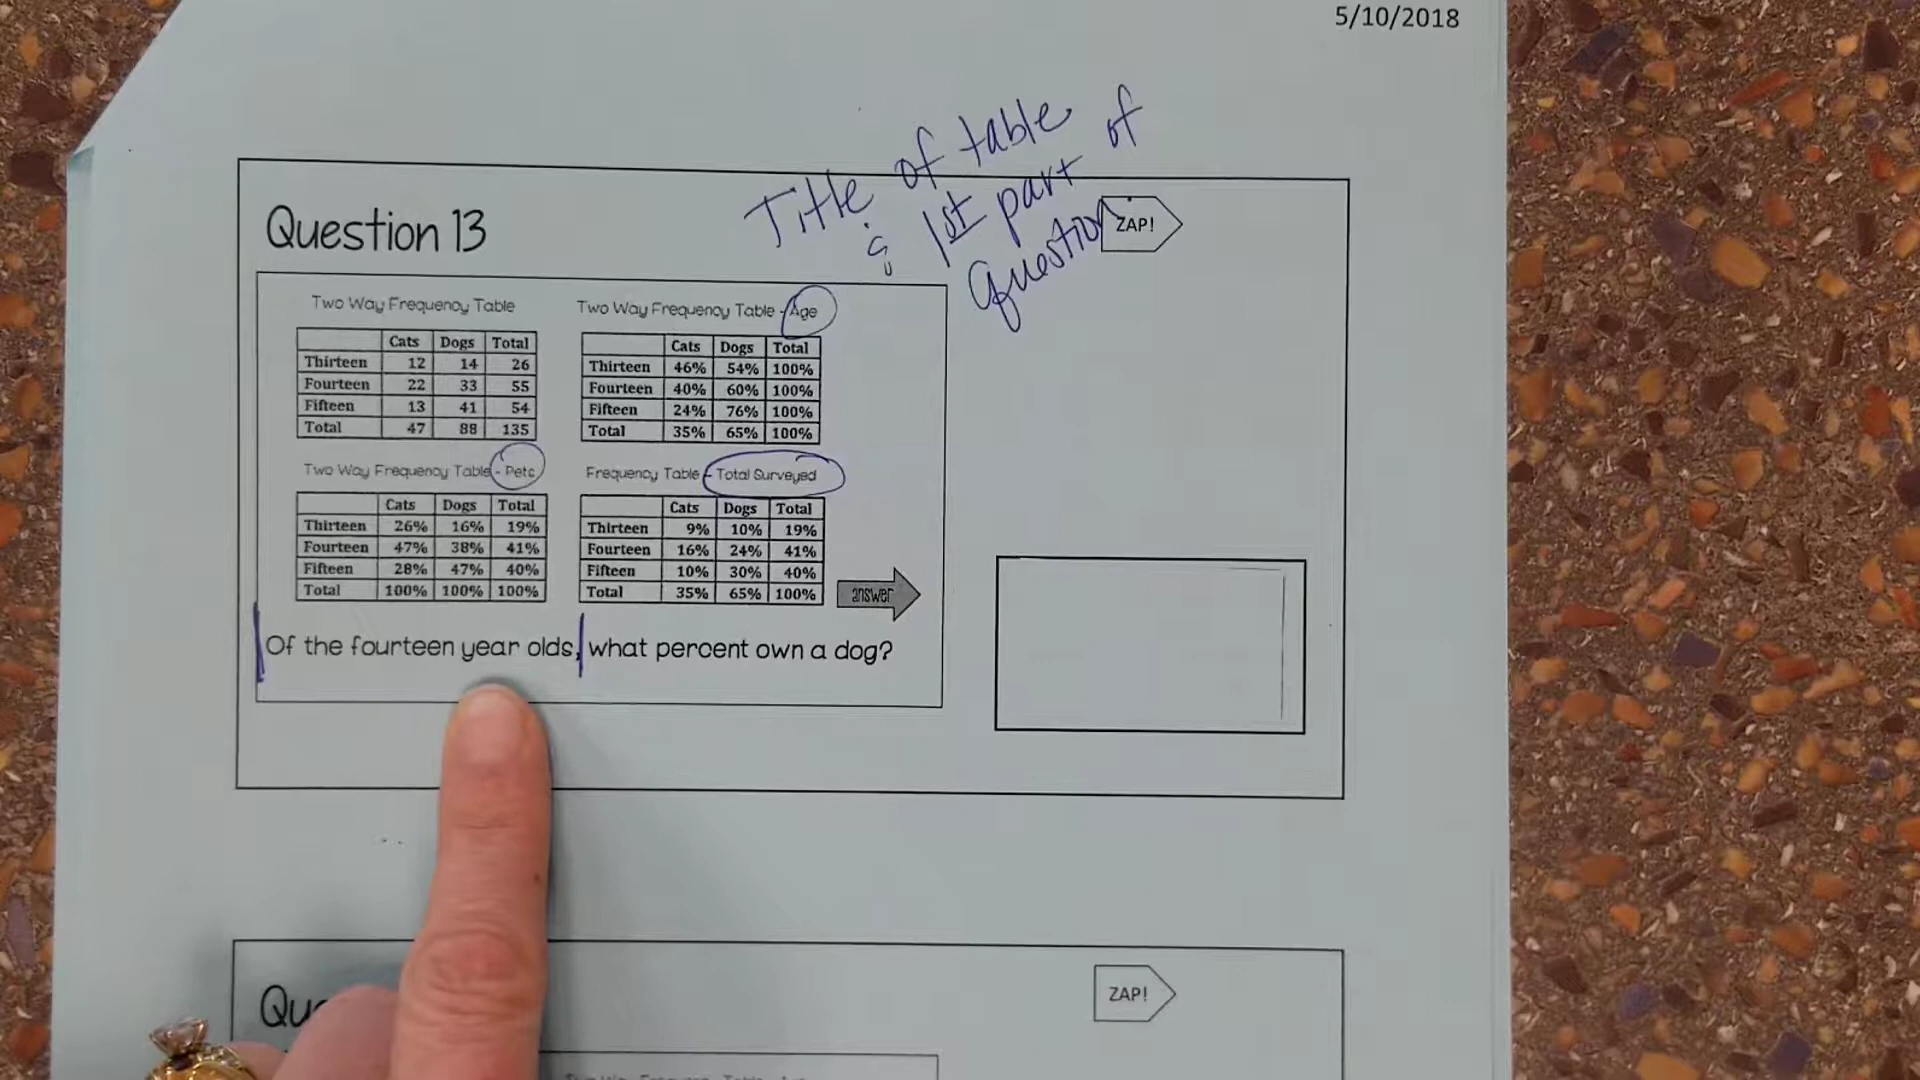 5/10/2018
Title of table
& 1st part of
Question.
ZAP!
Question 13
Two Way Frequency Table
Cats Dogs Total
Thirteen 12 14 26
Fourteen 22 33 55
Fifteen 13 41 54
Total 47 88 135
Two Way Frequency Table - Age
Cats Dogs Total
Thirteen 46% 54% 100%
Fourteen 40% 60% 100%
Fifteen 24% 76% 100%
Total 35% 65% 100%
Two Way Frequency Table - Pets
Cats Dogs Total
Thirteen 26% 16% 19%
Fourteen 47% 38% 41%
Fifteen 28% 47% 40%
Total 100% 100% 100%
Frequency Table - Total Surveyed
Cats Dogs Total
Thirteen 9% 10% 19%
Fourteen 16% 24% 41%
Fifteen 10% 30% 40%
Total 35% 65% 100%
answer
Of the fourteen year olds, what percent own a dog?
ZAP!